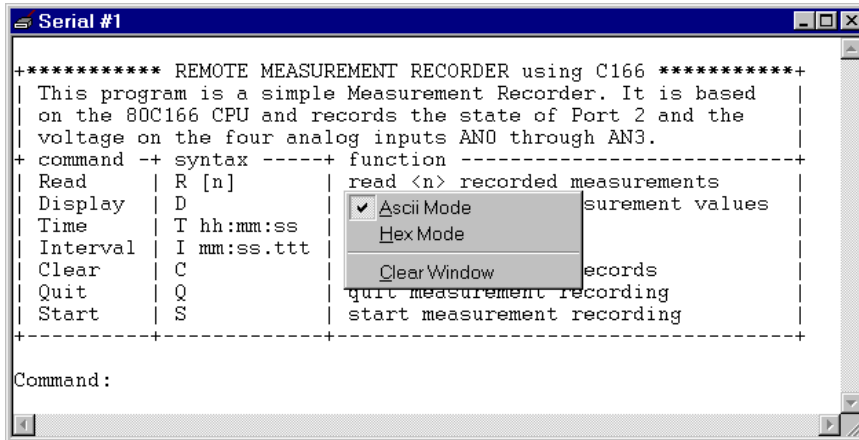 Serial #1
+*********** REMOTE MEASUREMENT RECORDER using C166 ***********+
| This program is a simple Measurement Recorder. It is based |
| on the 80C166 CPU and records the state of Port 2 and the |
| voltage on the four analog inputs AN0 through AN3. |
+ command -+ syntax -----+ function --------------------------+
| Read | R [n] | read <n> recorded measurements |
| Display | D | surement values |
| Time | T hh:mm:ss |
| Interval | I mm:ss.ttt |
| Clear | C | ecords |
| Quit | Q | quit measurement recording |
| Start | S | start measurement recording |
+----------+-------------+------------------------------------+
Command:
Ascii Mode
Hex Mode
Clear Window